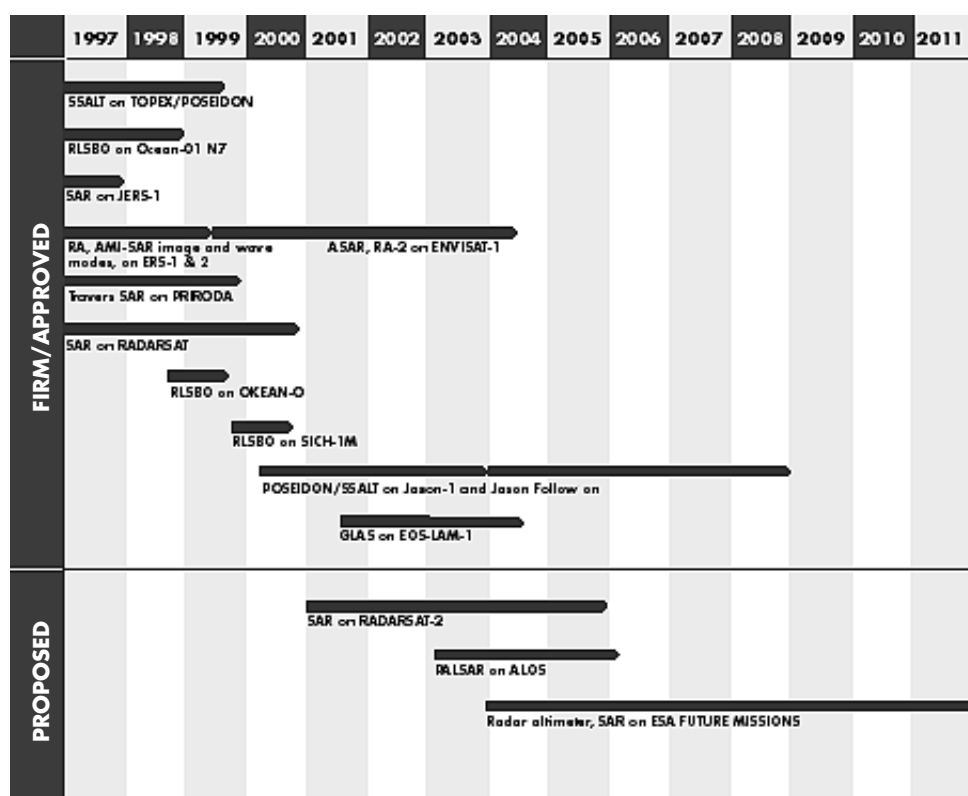 1997 1998 1999 2000 2001 2002 2003 2004 2005 2006 2007 2008 2009 2010 2011
FIRM/APPROVED
SSALT on TOPEX/POSEIDON
RLSBO on Ocean-01 N7
SAR on JERS-1
RA, AMI-SAR image and wave
modes, on ERS-1 & 2
ASAR, RA-2 on ENVISAT-1
Travers SAR on PRIRODA
SAR on RADARSAT
RLSBO on OKEAN-O
RLSBO on SICH-1M
POSEIDON/SSALT on Jason-1 and Jason Follow on
GLAS on EOS-LAM-1
PROPOSED
SAR on RADARSAT-2
PALSAR on ALOS
Radar altimeter, SAR on ESA FUTURE MISSIONS